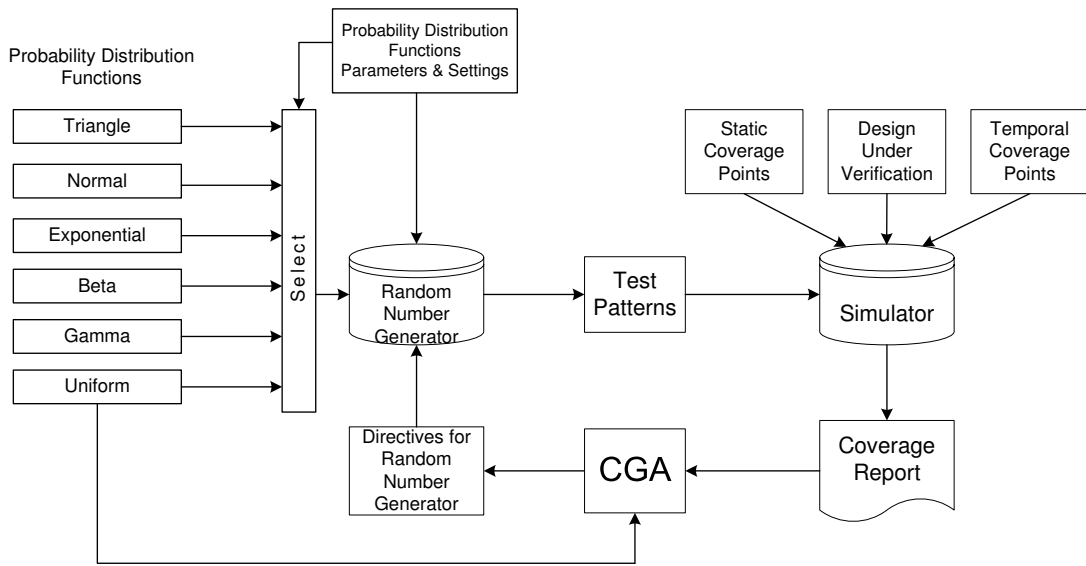 Probability Distribution
Functions
Triangle
Normal
Exponential
Beta
Gamma
Uniform
Select
Probability Distribution
Functions
Parameters & Settings
Random
Number
Generator
Test
Patterns
Static
Coverage
Points
Design
Under
Verification
Temporal
Coverage
Points
Simulator
Directives for
Random
Number
Generator
CGA
Coverage
Report